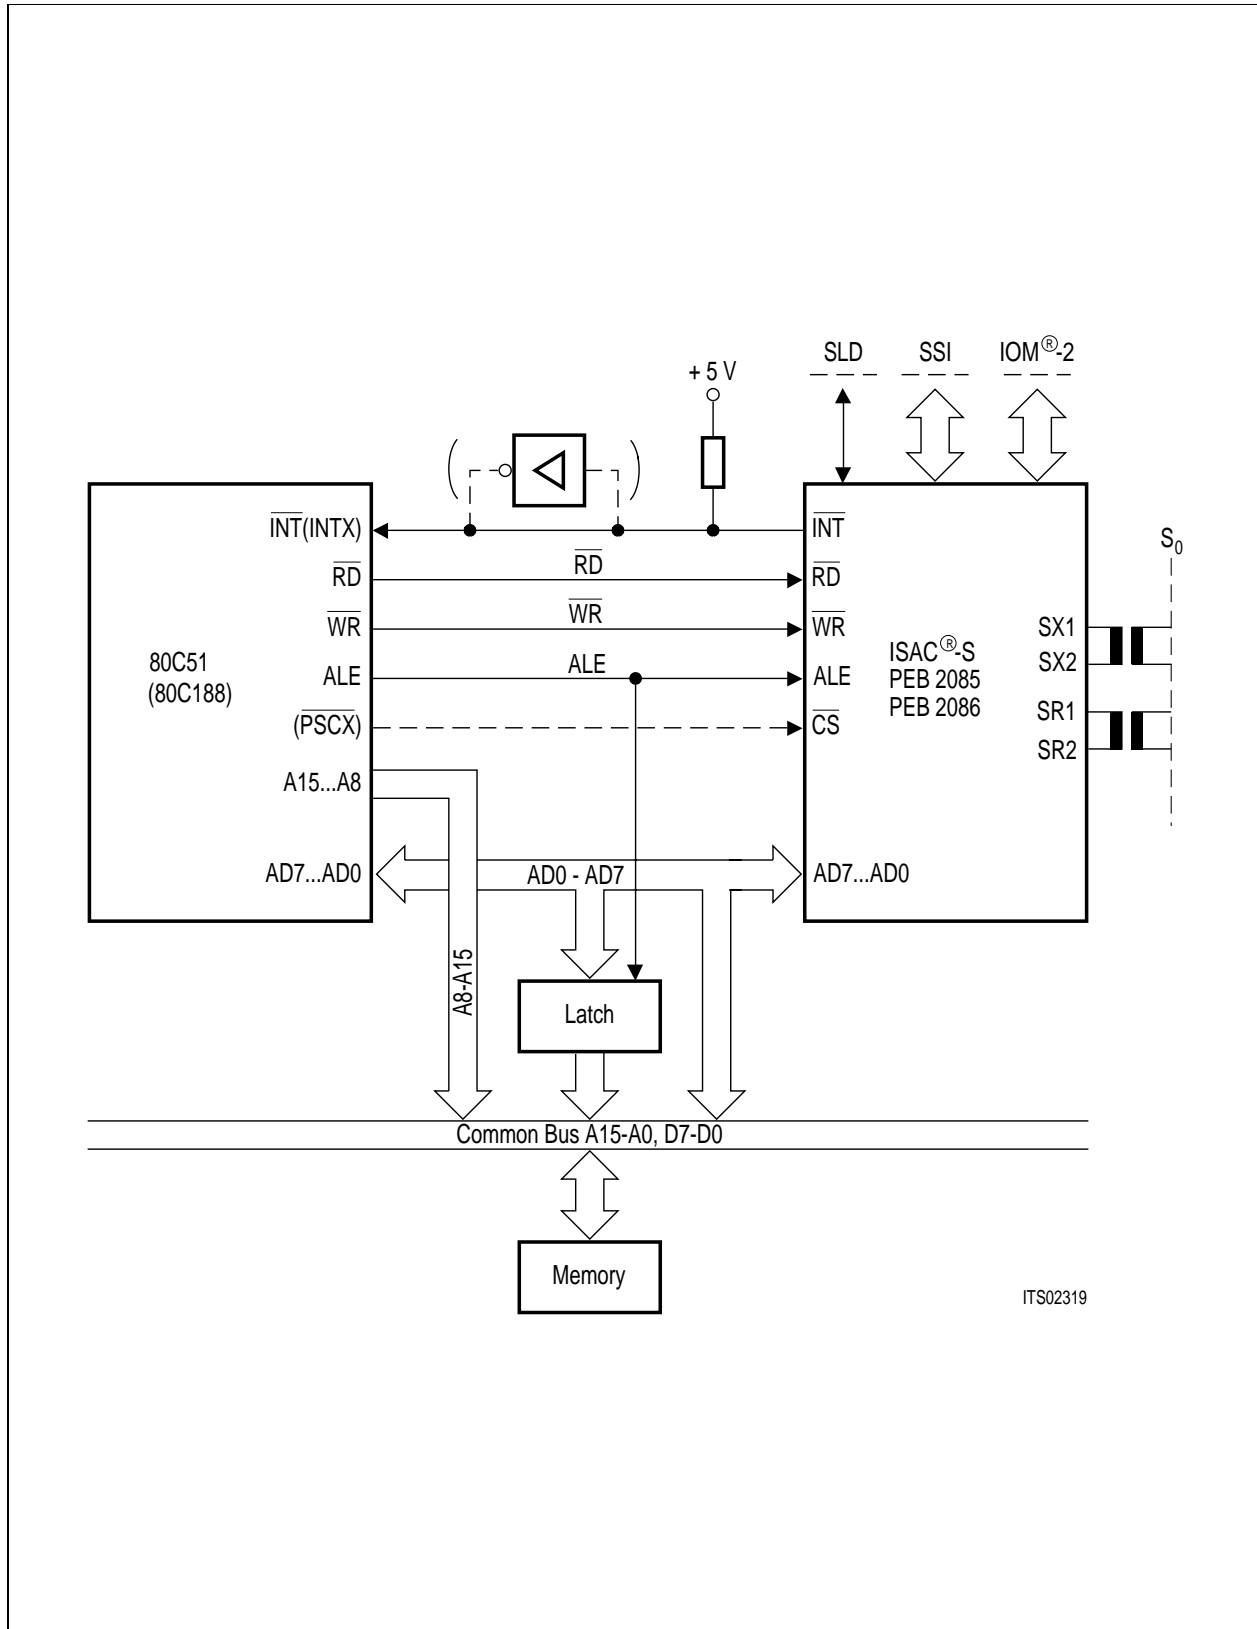 SLD
SSI
IOM®-2
+ 5 V
INT(INTX)
INT
S0
RD
RD
RD
WR
WR
WR
SX1
80C51
(80C188)
ALE
ALE
ALE
ISAC®-S
PEB 2085
PEB 2086
SX2
SR1
(PSCX)
CS
SR2
A15...A8
AD7...AD0
AD0 - AD7
AD7...AD0
A8-A15
Latch
Common Bus A15-A0, D7-D0
Memory
ITS02319